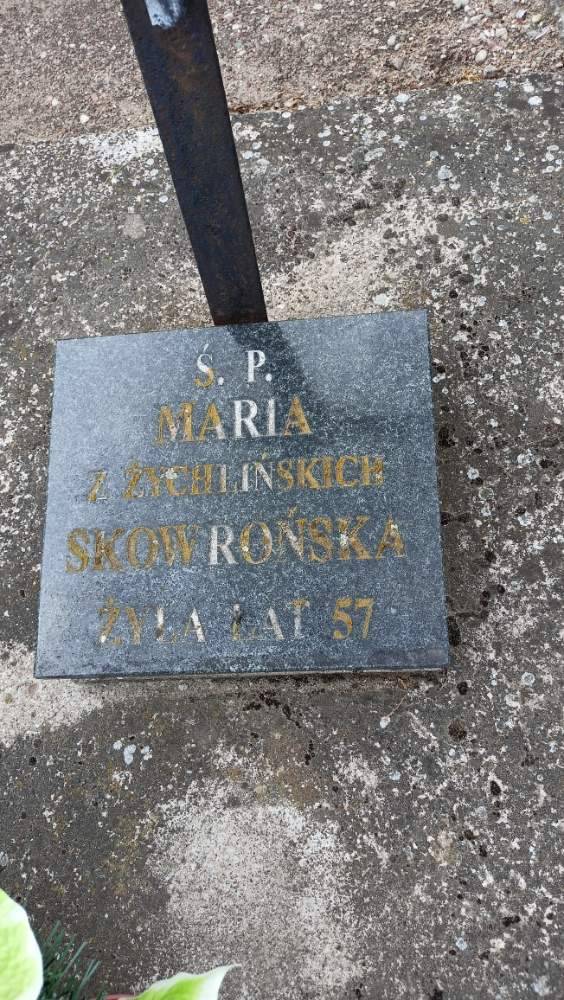 Ś. P.
MARIA
Z ŻYCHLIŃSKICH
SKOWROŃSKA
ŻYŁA LAT 57